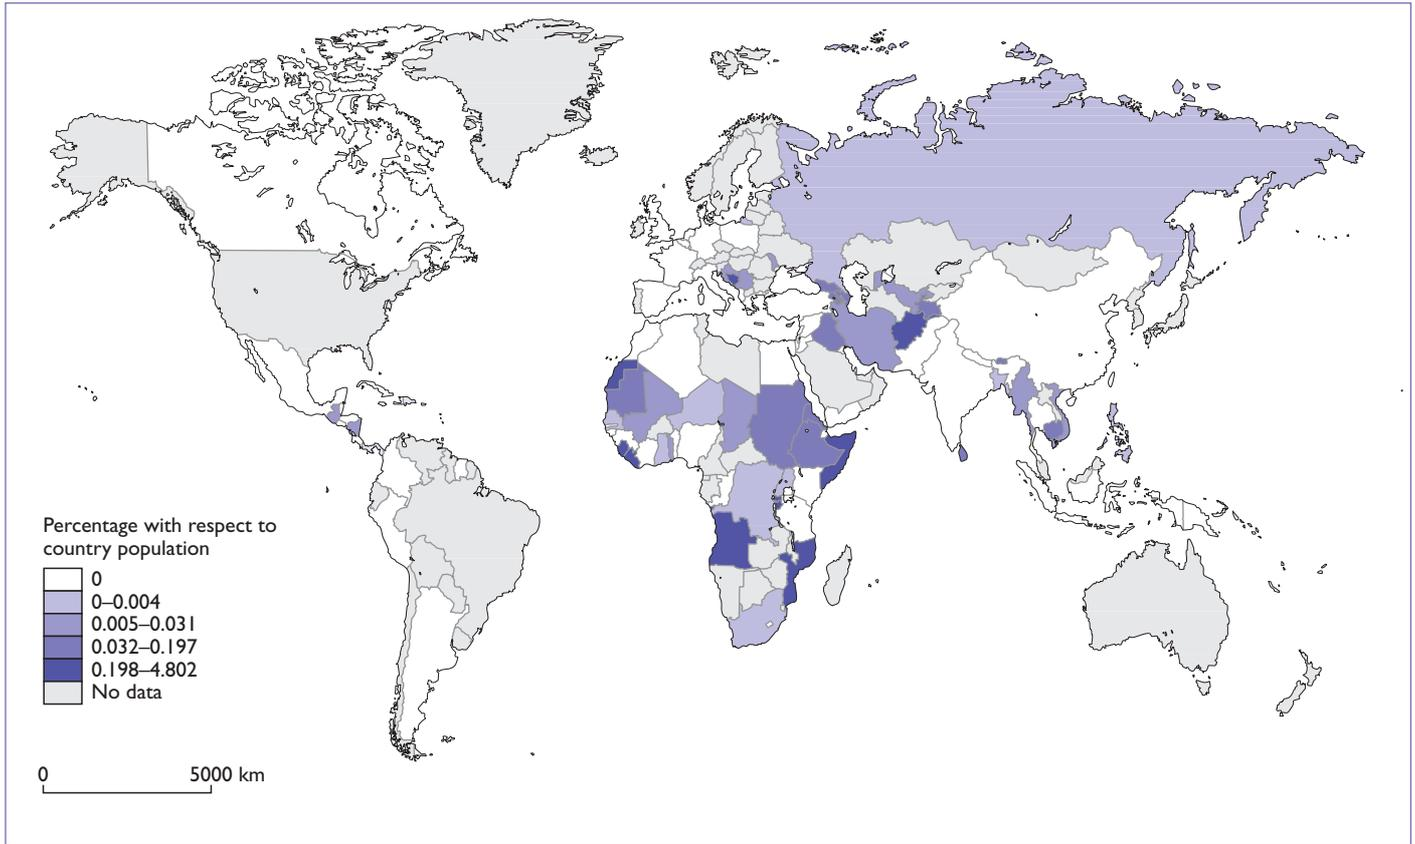 Percentage with respect to
country population
0
0–0.004
0.005–0.031
0.032–0.197
0.198–4.802
No data
0 5000 km